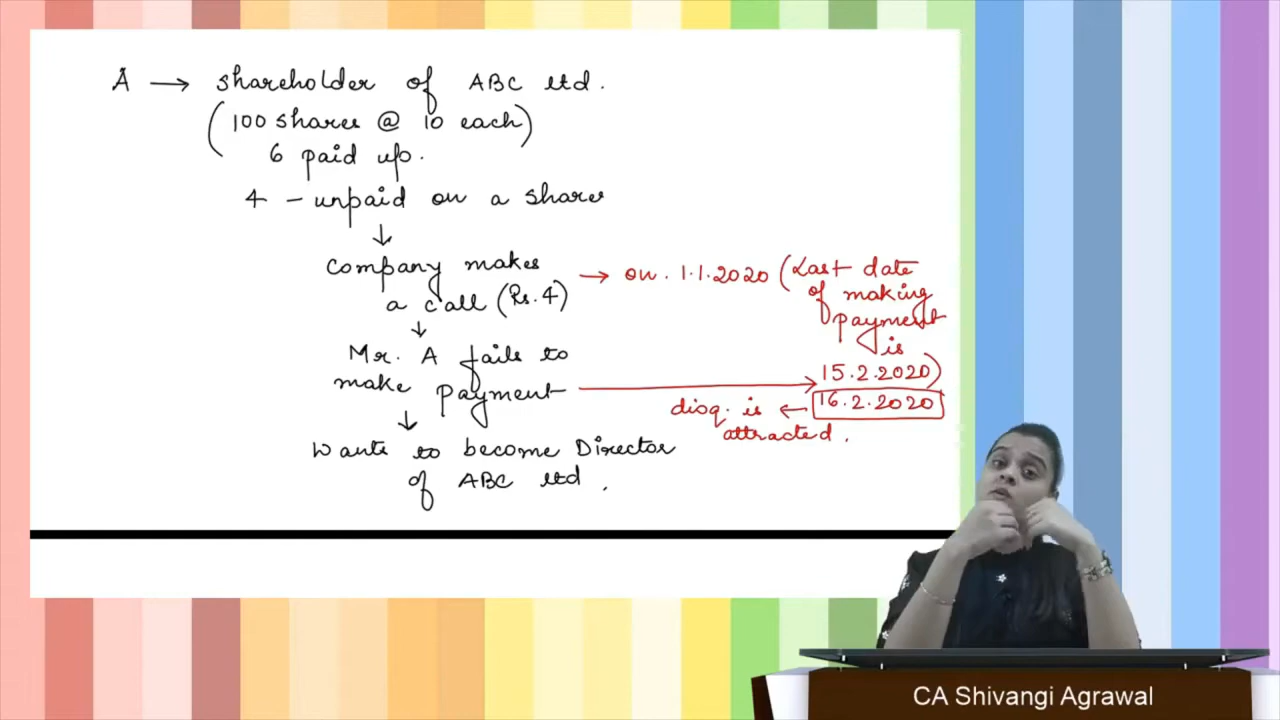 A → shareholder of ABC ltd.
(100 shares @ 10 each)
6 paid up.
4 - unpaid on a share
↓
Company makes
a call (Rs. 4)
→ on. 1.1.2020 (Last date
of making
payment
is
15.2.2020)
↓
Mr. A fails to
make payment
16.2.2020
disq. is ←
attracted.
↓
Wants to become Director
of ABC ltd.
CA Shivangi Agrawal